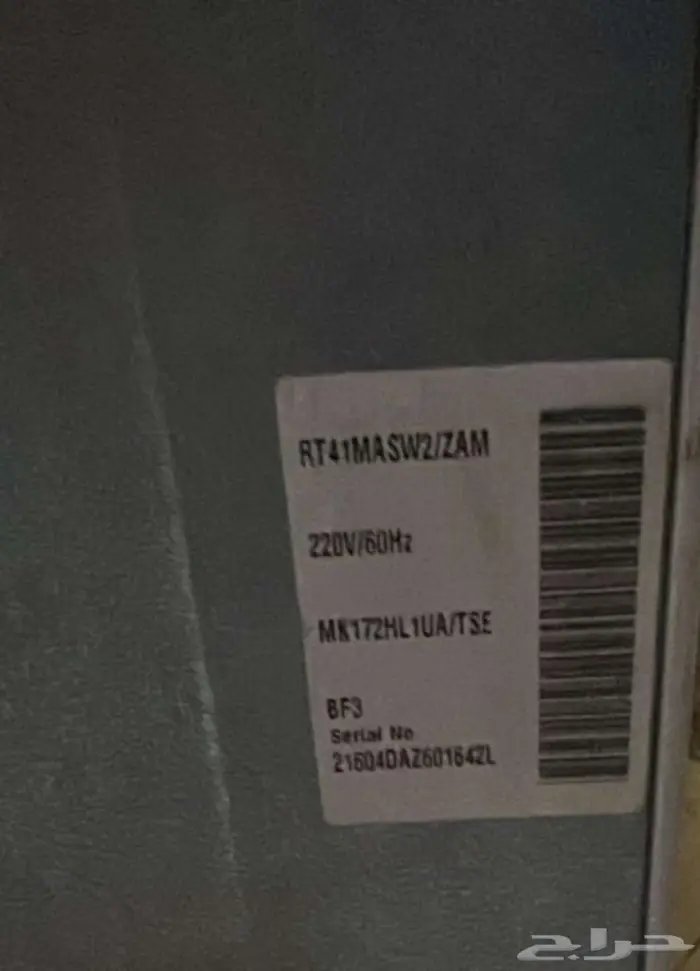 RT41MASW2/ZAM
220V/60Hz
MK172HL1UA/TSE
BF3
Serial No
21604DAZ601642L
حراج